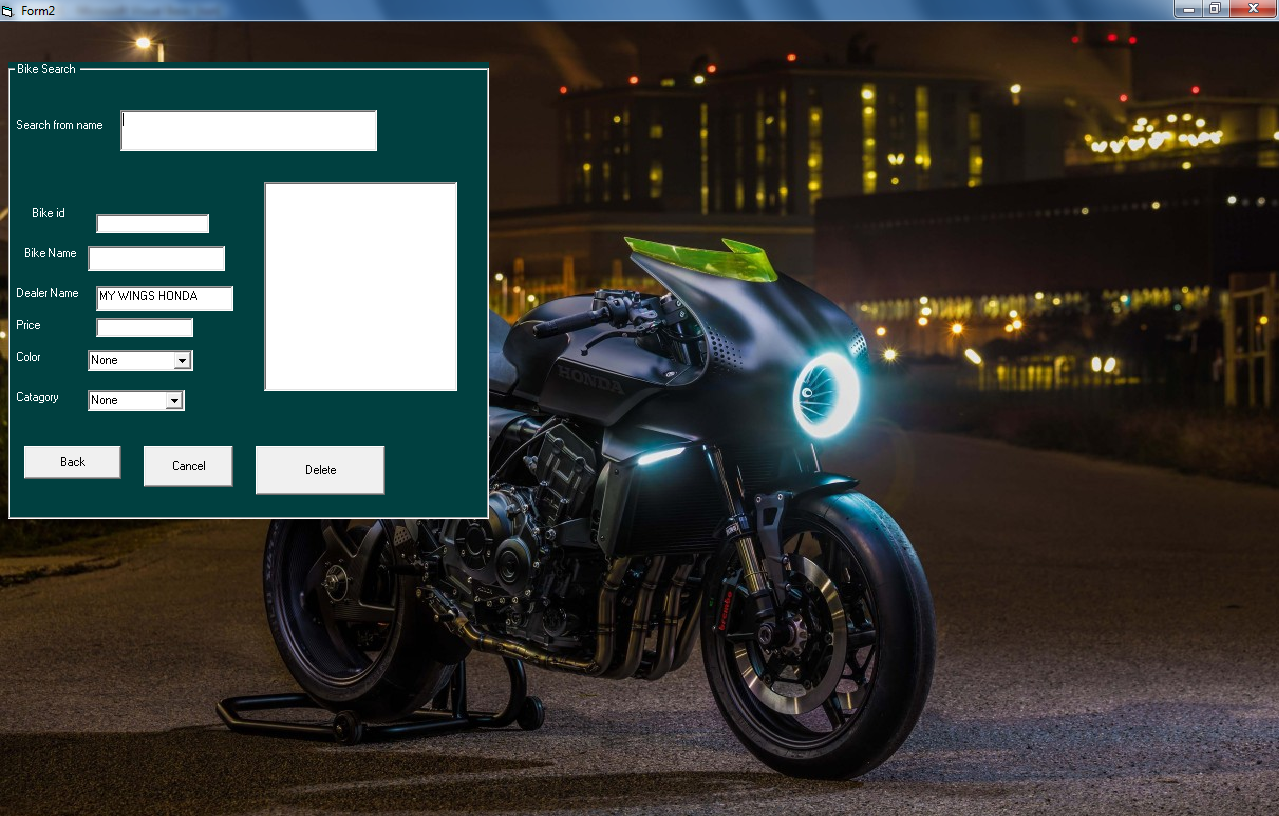 Form2
Bike Search
Search from name
Bike id
Bike Name
Dealer Name MY WINGS HONDA
Price
Color None
Catagory None
Back Cancel Delete
HONDA
brembo